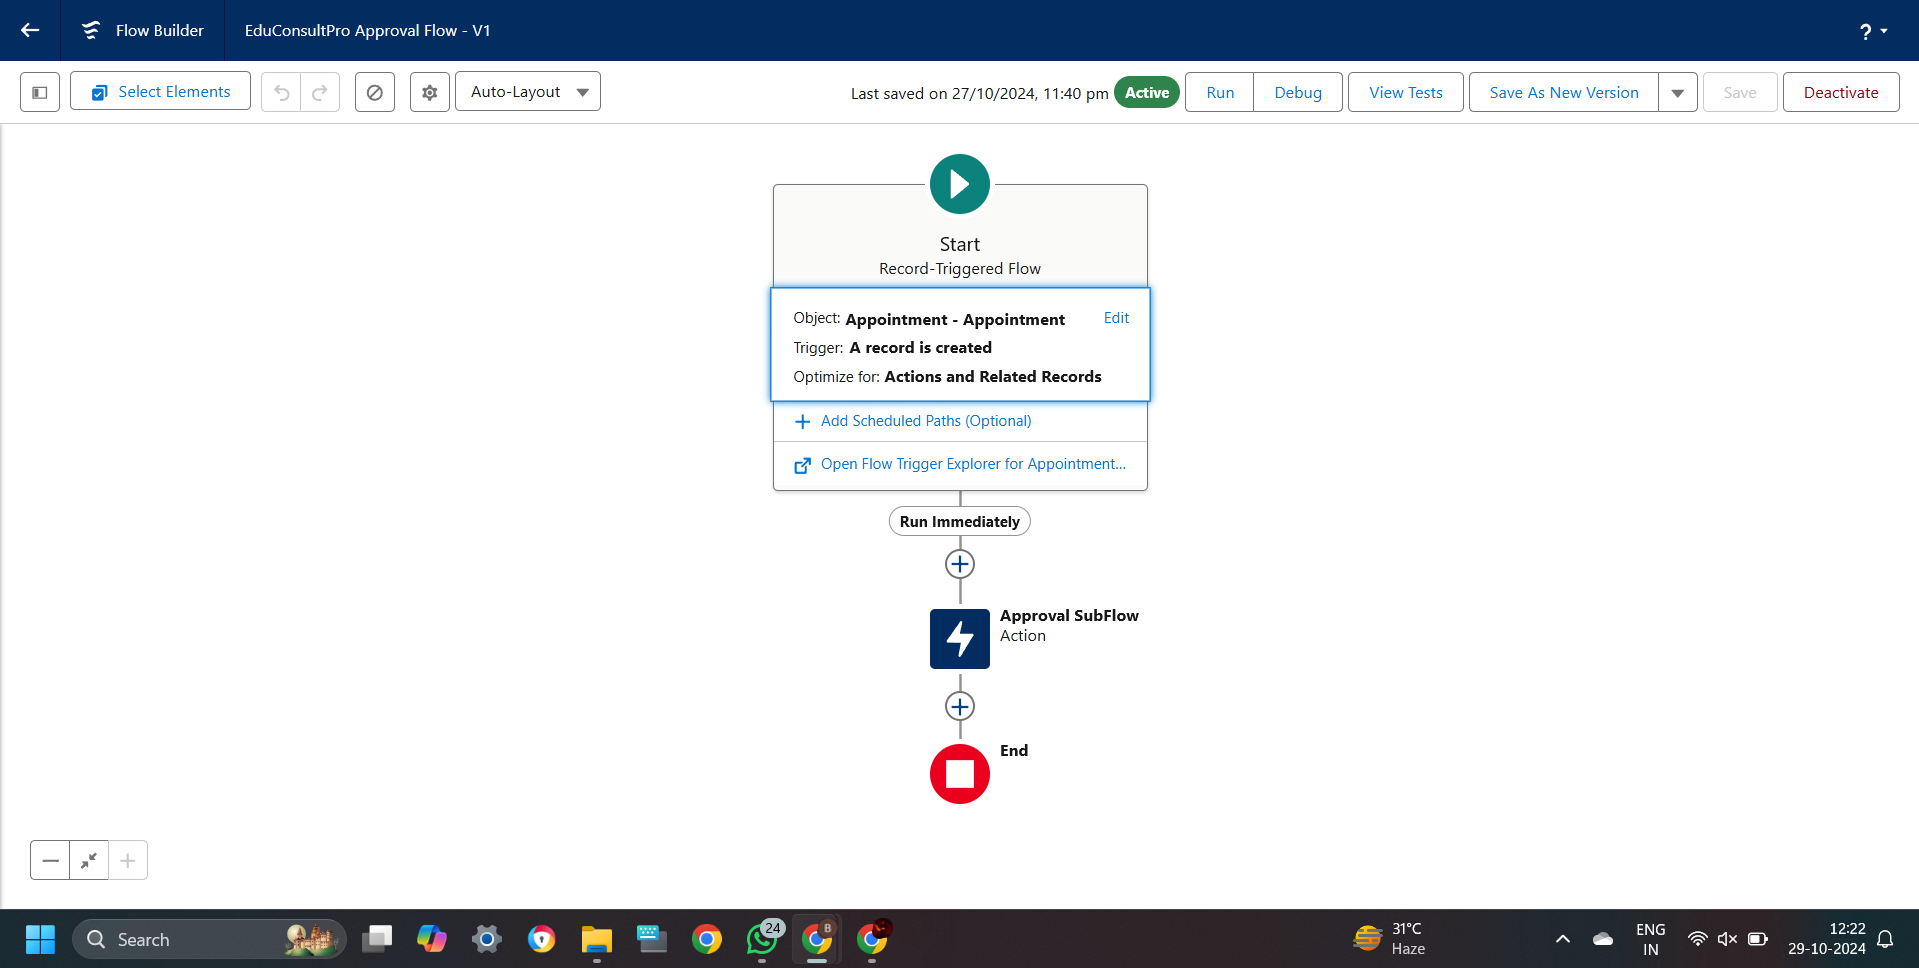 Flow Builder
EduConsultPro Approval Flow - V1
?
Select Elements
Auto-Layout
Last saved on 27/10/2024, 11:40 pm
Active
Run
Debug
View Tests
Save As New Version
Save
Deactivate
Start
Record-Triggered Flow
Object: Appointment - Appointment
Edit
Trigger: A record is created
Optimize for: Actions and Related Records
Add Scheduled Paths (Optional)
Open Flow Trigger Explorer for Appointment...
Run Immediately
Approval SubFlow
Action
End
Search
24
B
31°C
Haze
ENG
IN
12:22
29-10-2024